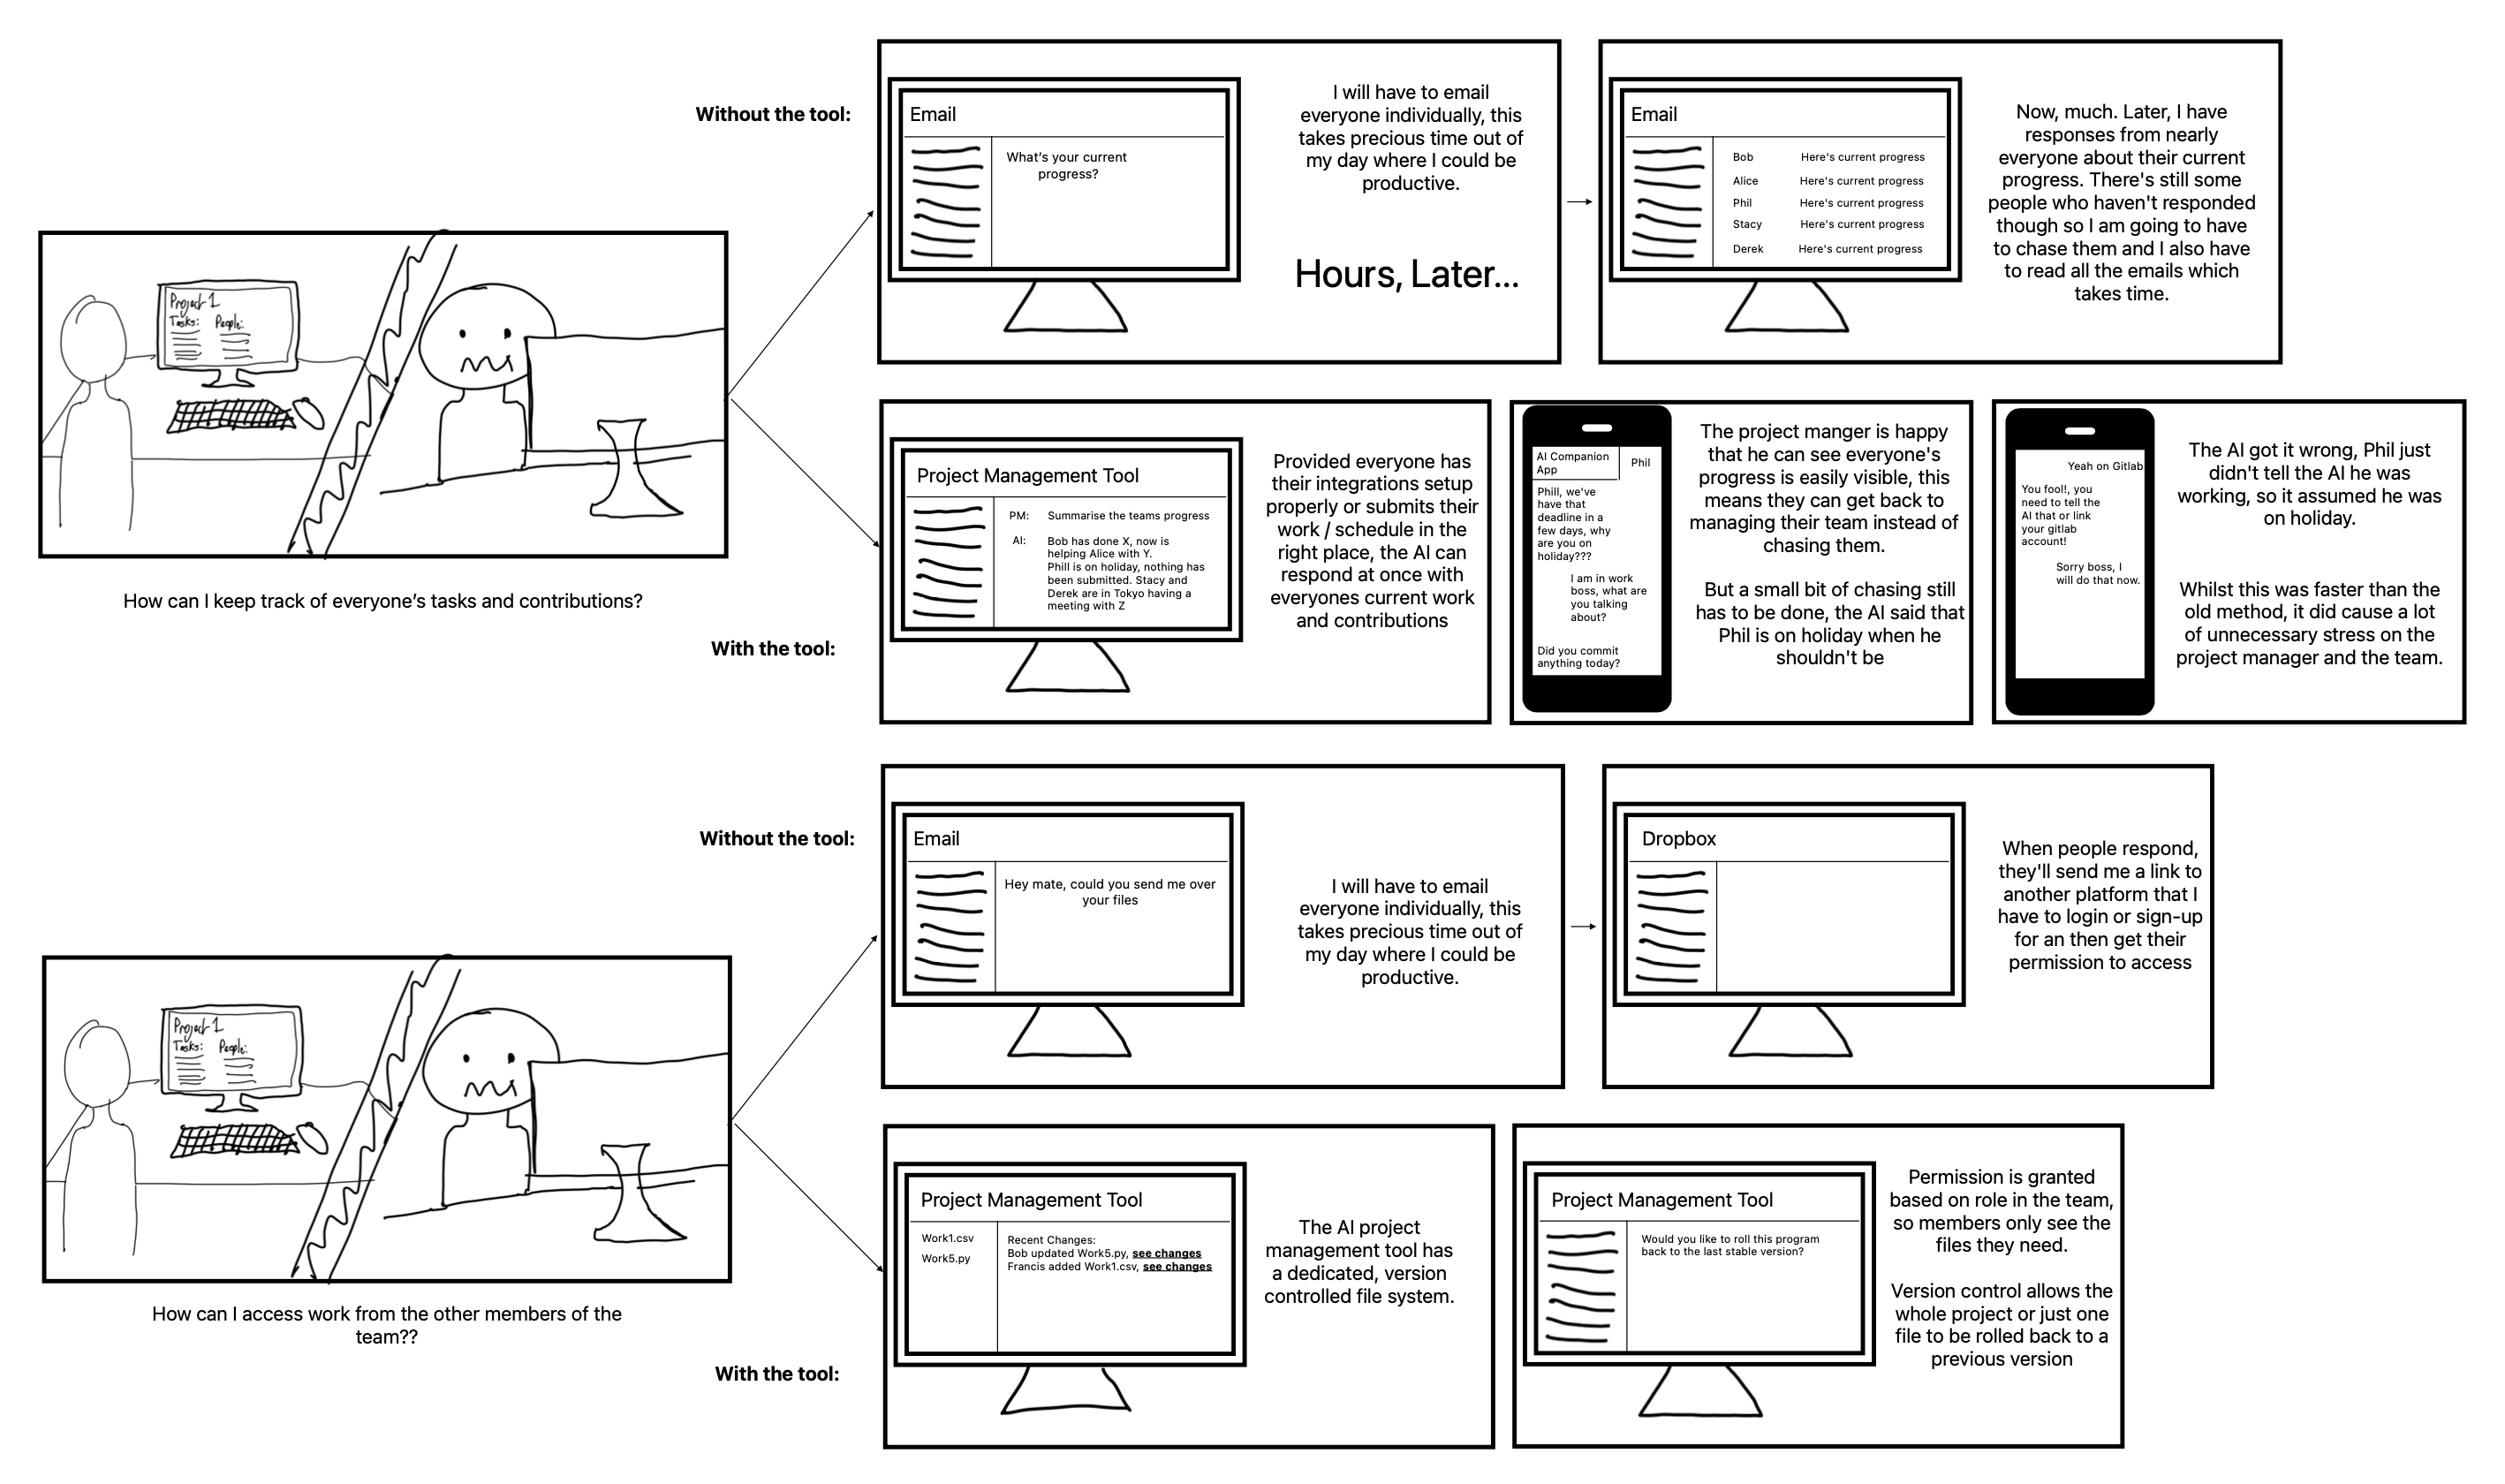 Without the tool:
Email
What's your current
progress?
I will have to email
everyone individually, this
takes precious time out of
my day where I could be
productive.
Hours, Later...
Email
Bob Here's current progress
Alice Here's current progress
Phil Here's current progress
Stacy Here's current progress
Derek Here's current progress
Now, much. Later, I have
responses from nearly
everyone about their current
progress. There's still some
people who haven't responded
though so I am going to have
to chase them and I also have
to read all the emails which
takes time.
Project 1
Tasks: People:
How can I keep track of everyone's tasks and contributions?
With the tool:
Project Management Tool
PM: Summarise the teams progress
AI: Bob has done X, now is
helping Alice with Y.
Phill is on holiday, nothing has
been submitted. Stacy and
Derek are in Tokyo having a
meeting with Z
Provided everyone has
their integrations setup
properly or submits their
work / schedule in the
right place, the AI can
respond at once with
everyones current work
and contributions
AI Companion
App
Phil
Phill, we've
have that
deadline in a
few days, why
are you on
holiday???
I am in work
boss, what are
you talking
about?
Did you commit
anything today?
The project manger is happy
that he can see everyone's
progress is easily visible, this
means they can get back to
managing their team instead of
chasing them.
But a small bit of chasing still
has to be done, the AI said that
Phil is on holiday when he
shouldn't be
Yeah on Gitlab
You fool!, you
need to tell the
AI that or link
your gitlab
account!
Sorry boss, I
will do that now.
The AI got it wrong, Phil just
didn't tell the AI he was
working, so it assumed he was
on holiday.
Whilst this was faster than the
old method, it did cause a lot
of unnecessary stress on the
project manager and the team.
Without the tool:
Email
Hey mate, could you send me over
your files
I will have to email
everyone individually, this
takes precious time out of
my day where I could be
productive.
Dropbox
When people respond,
they'll send me a link to
another platform that I
have to login or sign-up
for an then get their
permission to access
Project 1
Tasks: People:
How can I access work from the other members of the
team??
With the tool:
Project Management Tool
Work1.csv
Work5.py
Recent Changes:
Bob updated Work5.py, see changes
Francis added Work1.csv, see changes
The AI project
management tool has
a dedicated, version
controlled file system.
Project Management Tool
Would you like to roll this program
back to the last stable version?
Permission is granted
based on role in the team,
so members only see the
files they need.
Version control allows the
whole project or just one
file to be rolled back to a
previous version